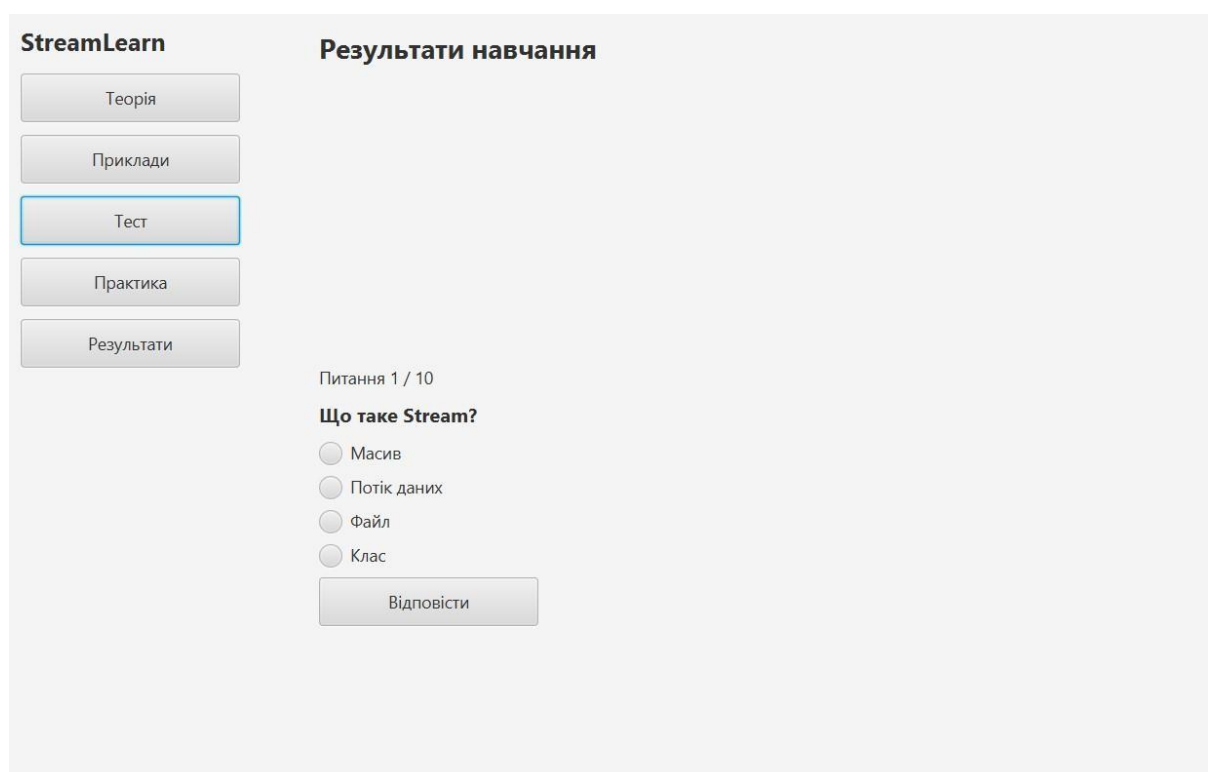 StreamLearn
Теорія
Приклади
Тест
Практика
Результати
Результати навчання
Питання 1 / 10
Що таке Stream?
Масив
Потік даних
Файл
Клас
Відповісти